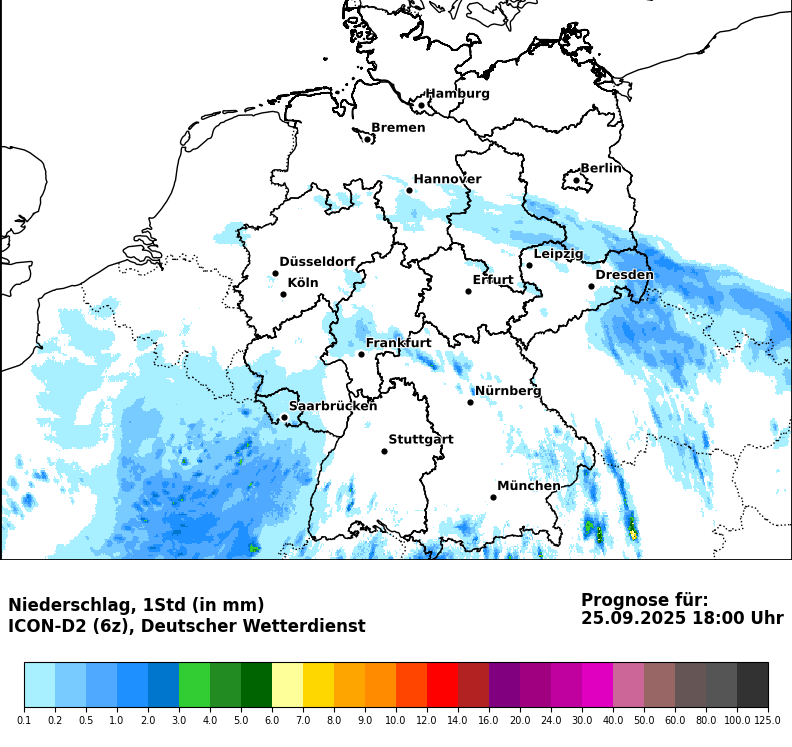 Hamburg
Bremen
Berlin
Hannover
Leipzig
Düsseldorf
Dresden
Köln
Erfurt
Frankfurt
Nürnberg
Saarbrücken
Stuttgart
München
Niederschlag, 1Std (in mm)
ICON-D2 (6z), Deutscher Wetterdienst
Prognose für:
25.09.2025 18:00 Uhr
0.1 0.2 0.5 1.0 2.0 3.0 4.0 5.0 6.0 7.0 8.0 9.0 10.0 12.0 14.0 16.0 20.0 24.0 30.0 40.0 50.0 60.0 80.0 100.0 125.0